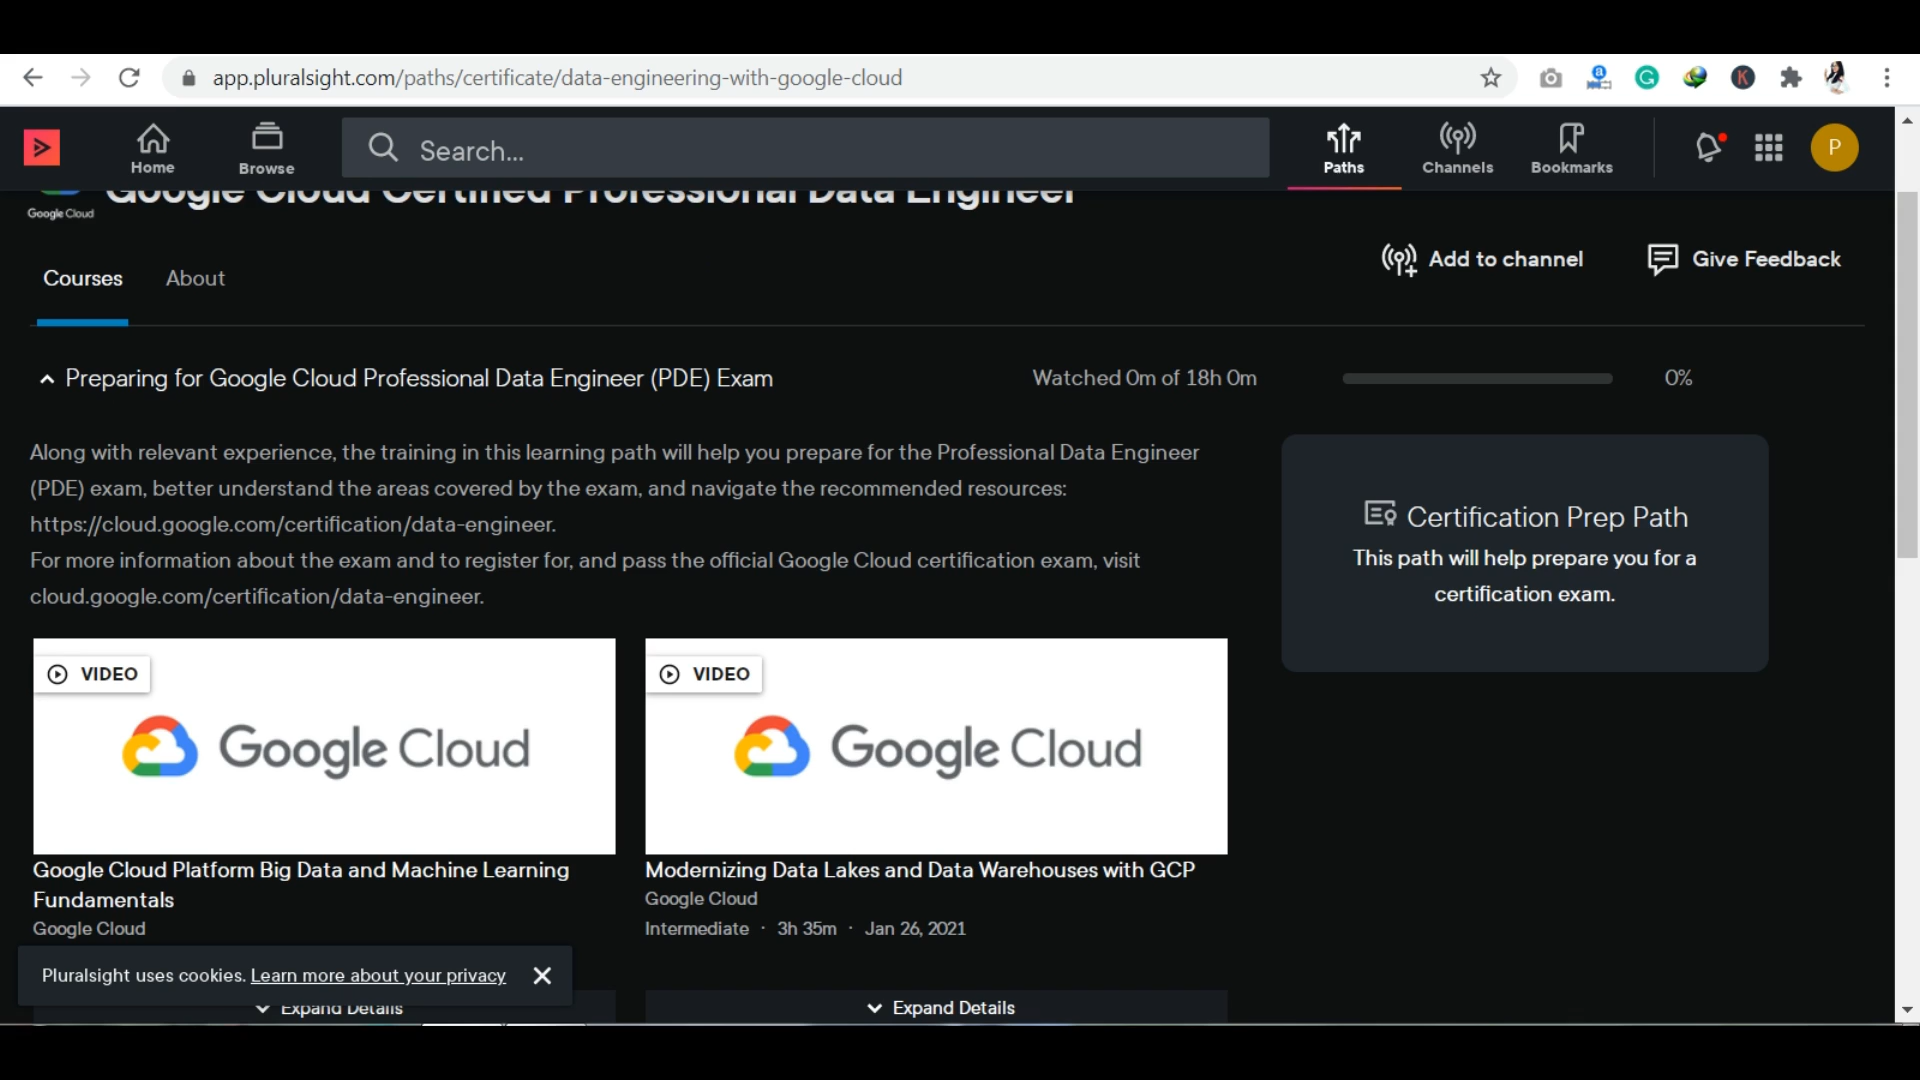 app.pluralsight.com/paths/certificate/data-engineering-with-google-cloud
Home
Browse
Search...
Paths
Channels
Bookmarks
P
Google Cloud
Google Cloud Certified Professional Data Engineer
Courses
About
Add to channel
Give Feedback
Preparing for Google Cloud Professional Data Engineer (PDE) Exam
Watched 0m of 18h 0m
0%
Along with relevant experience, the training in this learning path will help you prepare for the Professional Data Engineer
(PDE) exam, better understand the areas covered by the exam, and navigate the recommended resources:
https://cloud.google.com/certification/data-engineer.
For more information about the exam and to register for, and pass the official Google Cloud certification exam, visit
cloud.google.com/certification/data-engineer.
Certification Prep Path
This path will help prepare you for a
certification exam.
VIDEO
Google Cloud
Google Cloud Platform Big Data and Machine Learning
Fundamentals
Google Cloud
VIDEO
Google Cloud
Modernizing Data Lakes and Data Warehouses with GCP
Google Cloud
Intermediate · 3h 35m · Jan 26, 2021
Pluralsight uses cookies. Learn more about your privacy
Expand Details
Expand Details